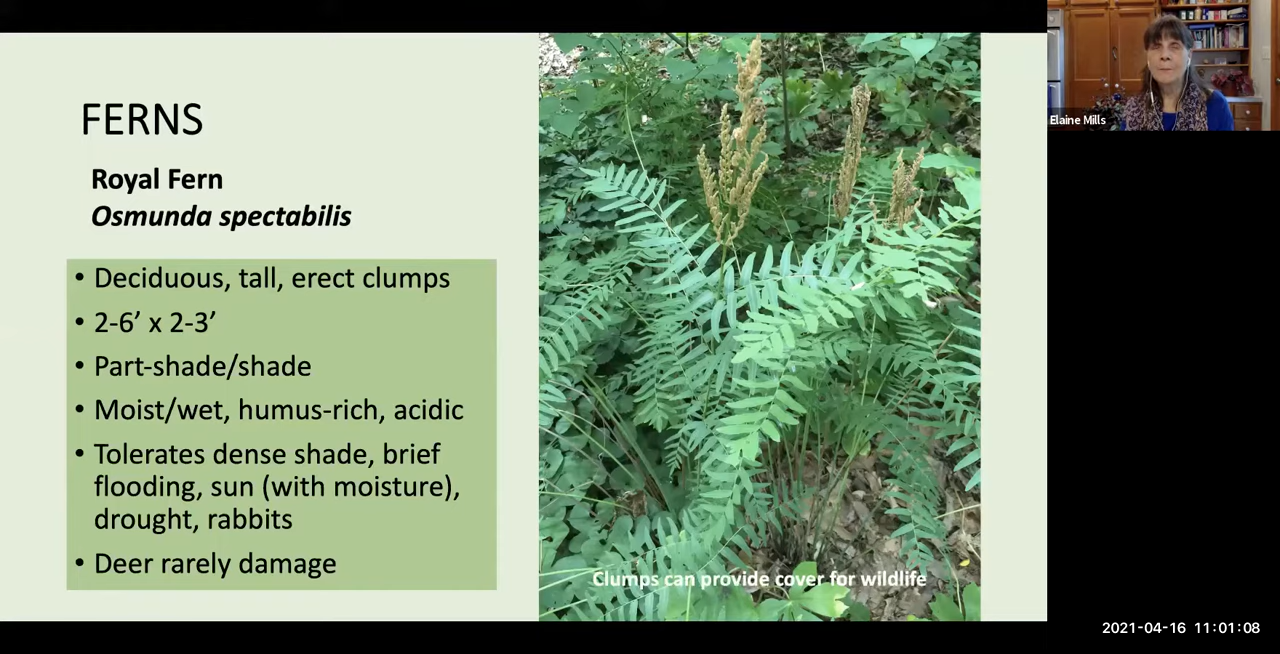 FERNS
Royal Fern
Osmunda spectabilis
• Deciduous, tall, erect clumps
• 2-6’ x 2-3’
• Part-shade/shade
• Moist/wet, humus-rich, acidic
• Tolerates dense shade, brief
flooding, sun (with moisture),
drought, rabbits
• Deer rarely damage
Clumps can provide cover for wildlife
Elaine Mills
2021-04-16 11:01:08